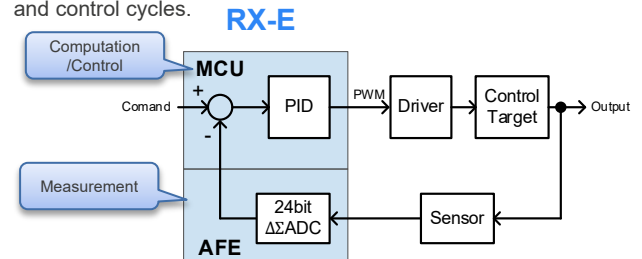 and control cycles.
RX-E
Computation
/Control
MCU
+
Comand
-
PID
PWM
Driver
Control
Target
Output
Measurement
24bit
ΔΣADC
AFE
Sensor